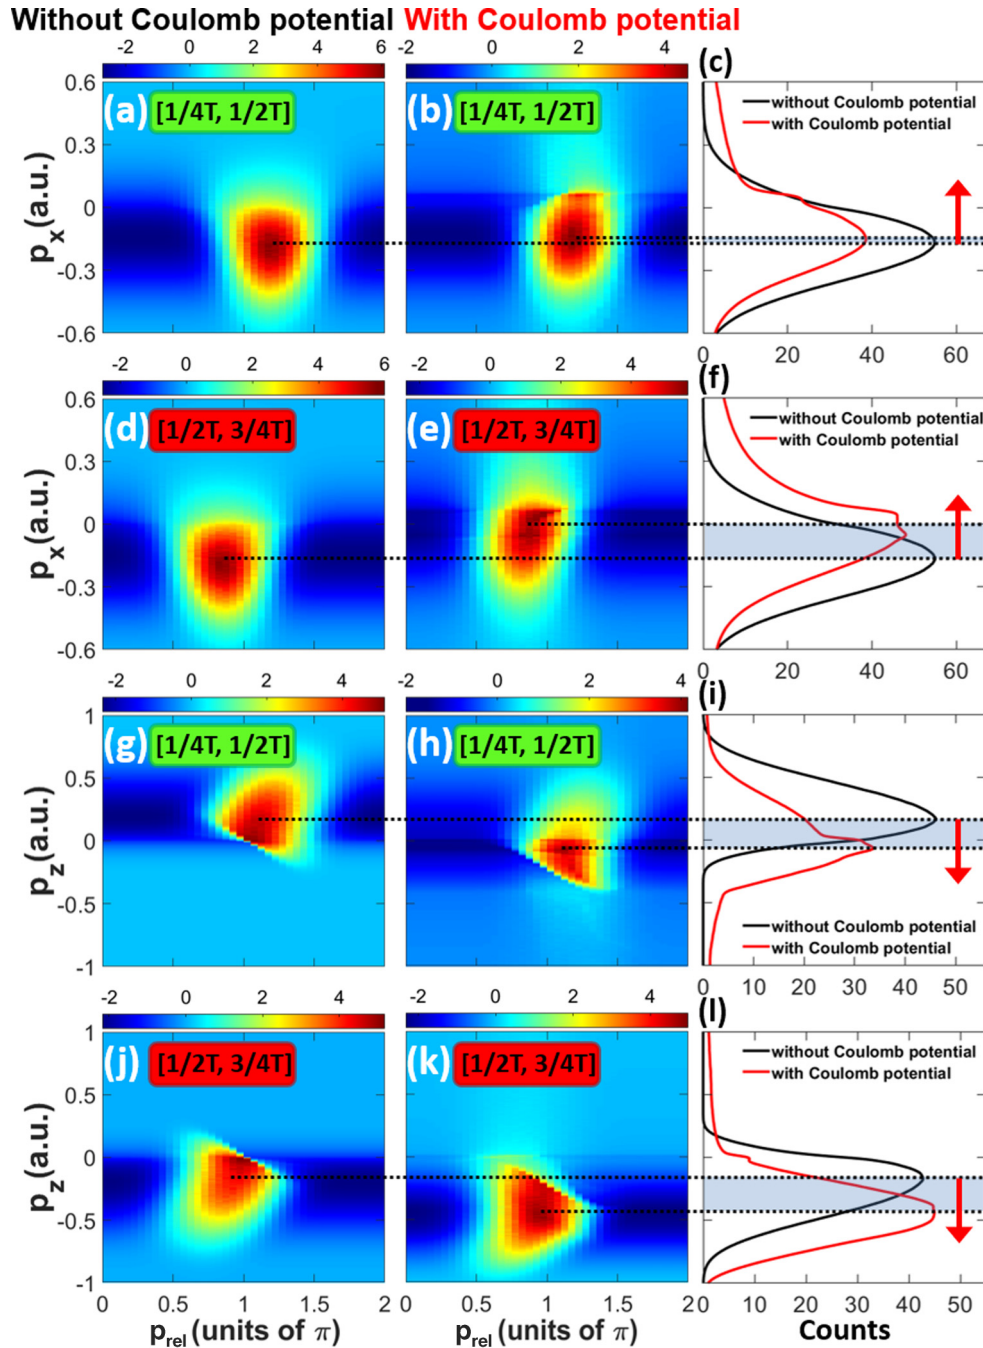 Without Coulomb potential With Coulomb potential
-2 0 2 4 6 -2 0 2 4 (c)
0.6 (a) [1/4T, 1/2T] (b) [1/4T, 1/2T] without Coulomb potential
with Coulomb potential
0.3
0
px(a.u.)
-0.3
-0.6
0 20 40 60
-2 0 2 4 6 -2 0 2 4 (f)
0.6 (d) [1/2T, 3/4T] (e) [1/2T, 3/4T] without Coulomb potential
with Coulomb potential
0.3
0
px(a.u.)
-0.3
-0.6
0 20 40 60
-2 0 2 4 -2 0 2 4 (i)
1 (g) [1/4T, 1/2T] (h) [1/4T, 1/2T]
0.5
0
pz(a.u.)
-0.5 without Coulomb potential
with Coulomb potential
-1
0 10 20 30 40 50
-2 0 2 4 -2 0 2 4 (l)
1 (j) [1/2T, 3/4T] (k) [1/2T, 3/4T] without Coulomb potential
with Coulomb potential
0.5
0
pz(a.u.)
-0.5
-1
0 0.5 1 1.5 2 0 0.5 1 1.5 2 0 10 20 30 40 50
prel (units of π) prel (units of π) Counts